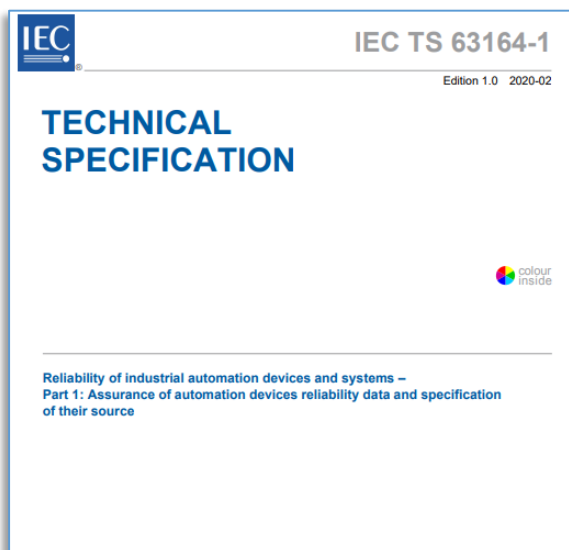 IEC
®
IEC TS 63164-1
Edition 1.0 2020-02
TECHNICAL
SPECIFICATION
colour
inside
Reliability of industrial automation devices and systems –
Part 1: Assurance of automation devices reliability data and specification
of their source